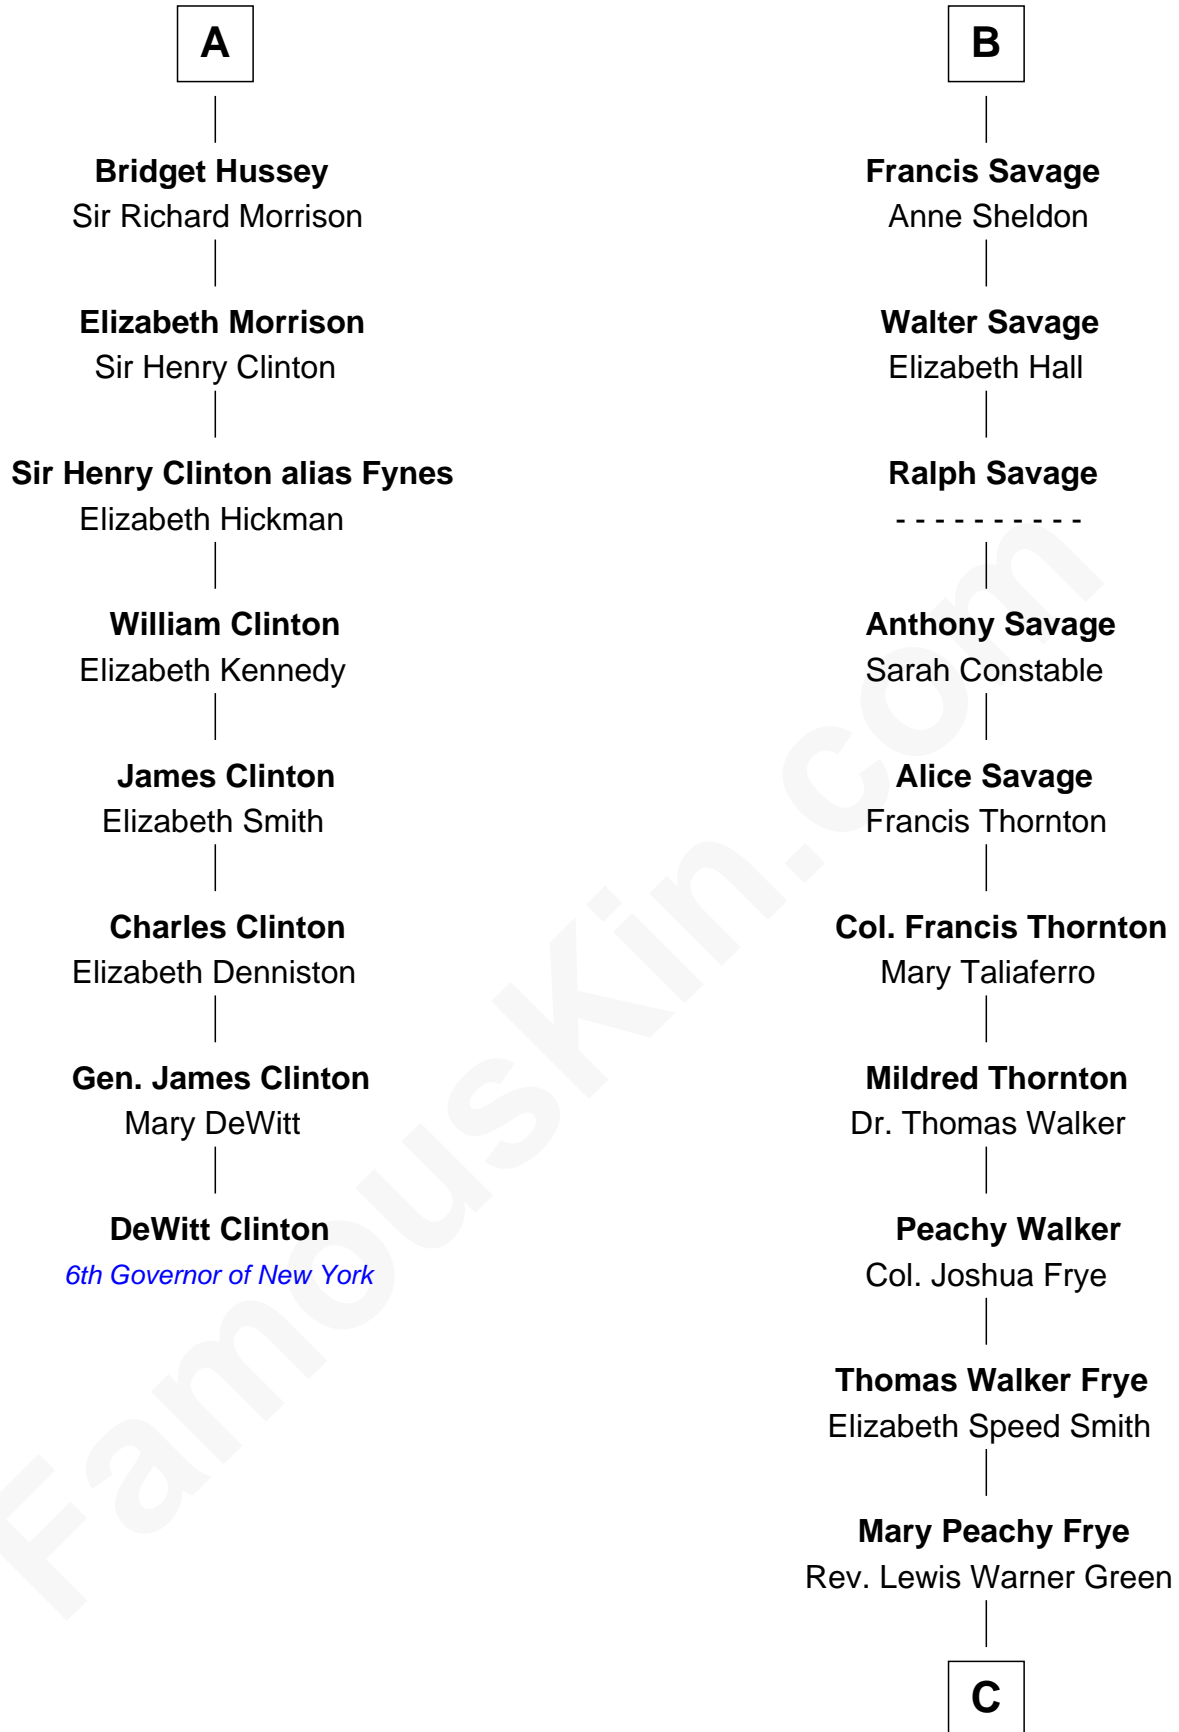 A
Bridget Hussey
Sir Richard Morrison
Elizabeth Morrison
Sir Henry Clinton
Sir Henry Clinton alias Fynes
Elizabeth Hickman
William Clinton
Elizabeth Kennedy
James Clinton
Elizabeth Smith
Charles Clinton
Elizabeth Denniston
Gen. James Clinton
Mary DeWitt
DeWitt Clinton
6th Governor of New York
B
Francis Savage
Anne Sheldon
Walter Savage
Elizabeth Hall
Ralph Savage
- - - - - - - - - -
Anthony Savage
Sarah Constable
Alice Savage
Francis Thornton
Col. Francis Thornton
Mary Taliaferro
Mildred Thornton
Dr. Thomas Walker
Peachy Walker
Col. Joshua Frye
Thomas Walker Frye
Elizabeth Speed Smith
Mary Peachy Frye
Rev. Lewis Warner Green
C
FamousKin.com